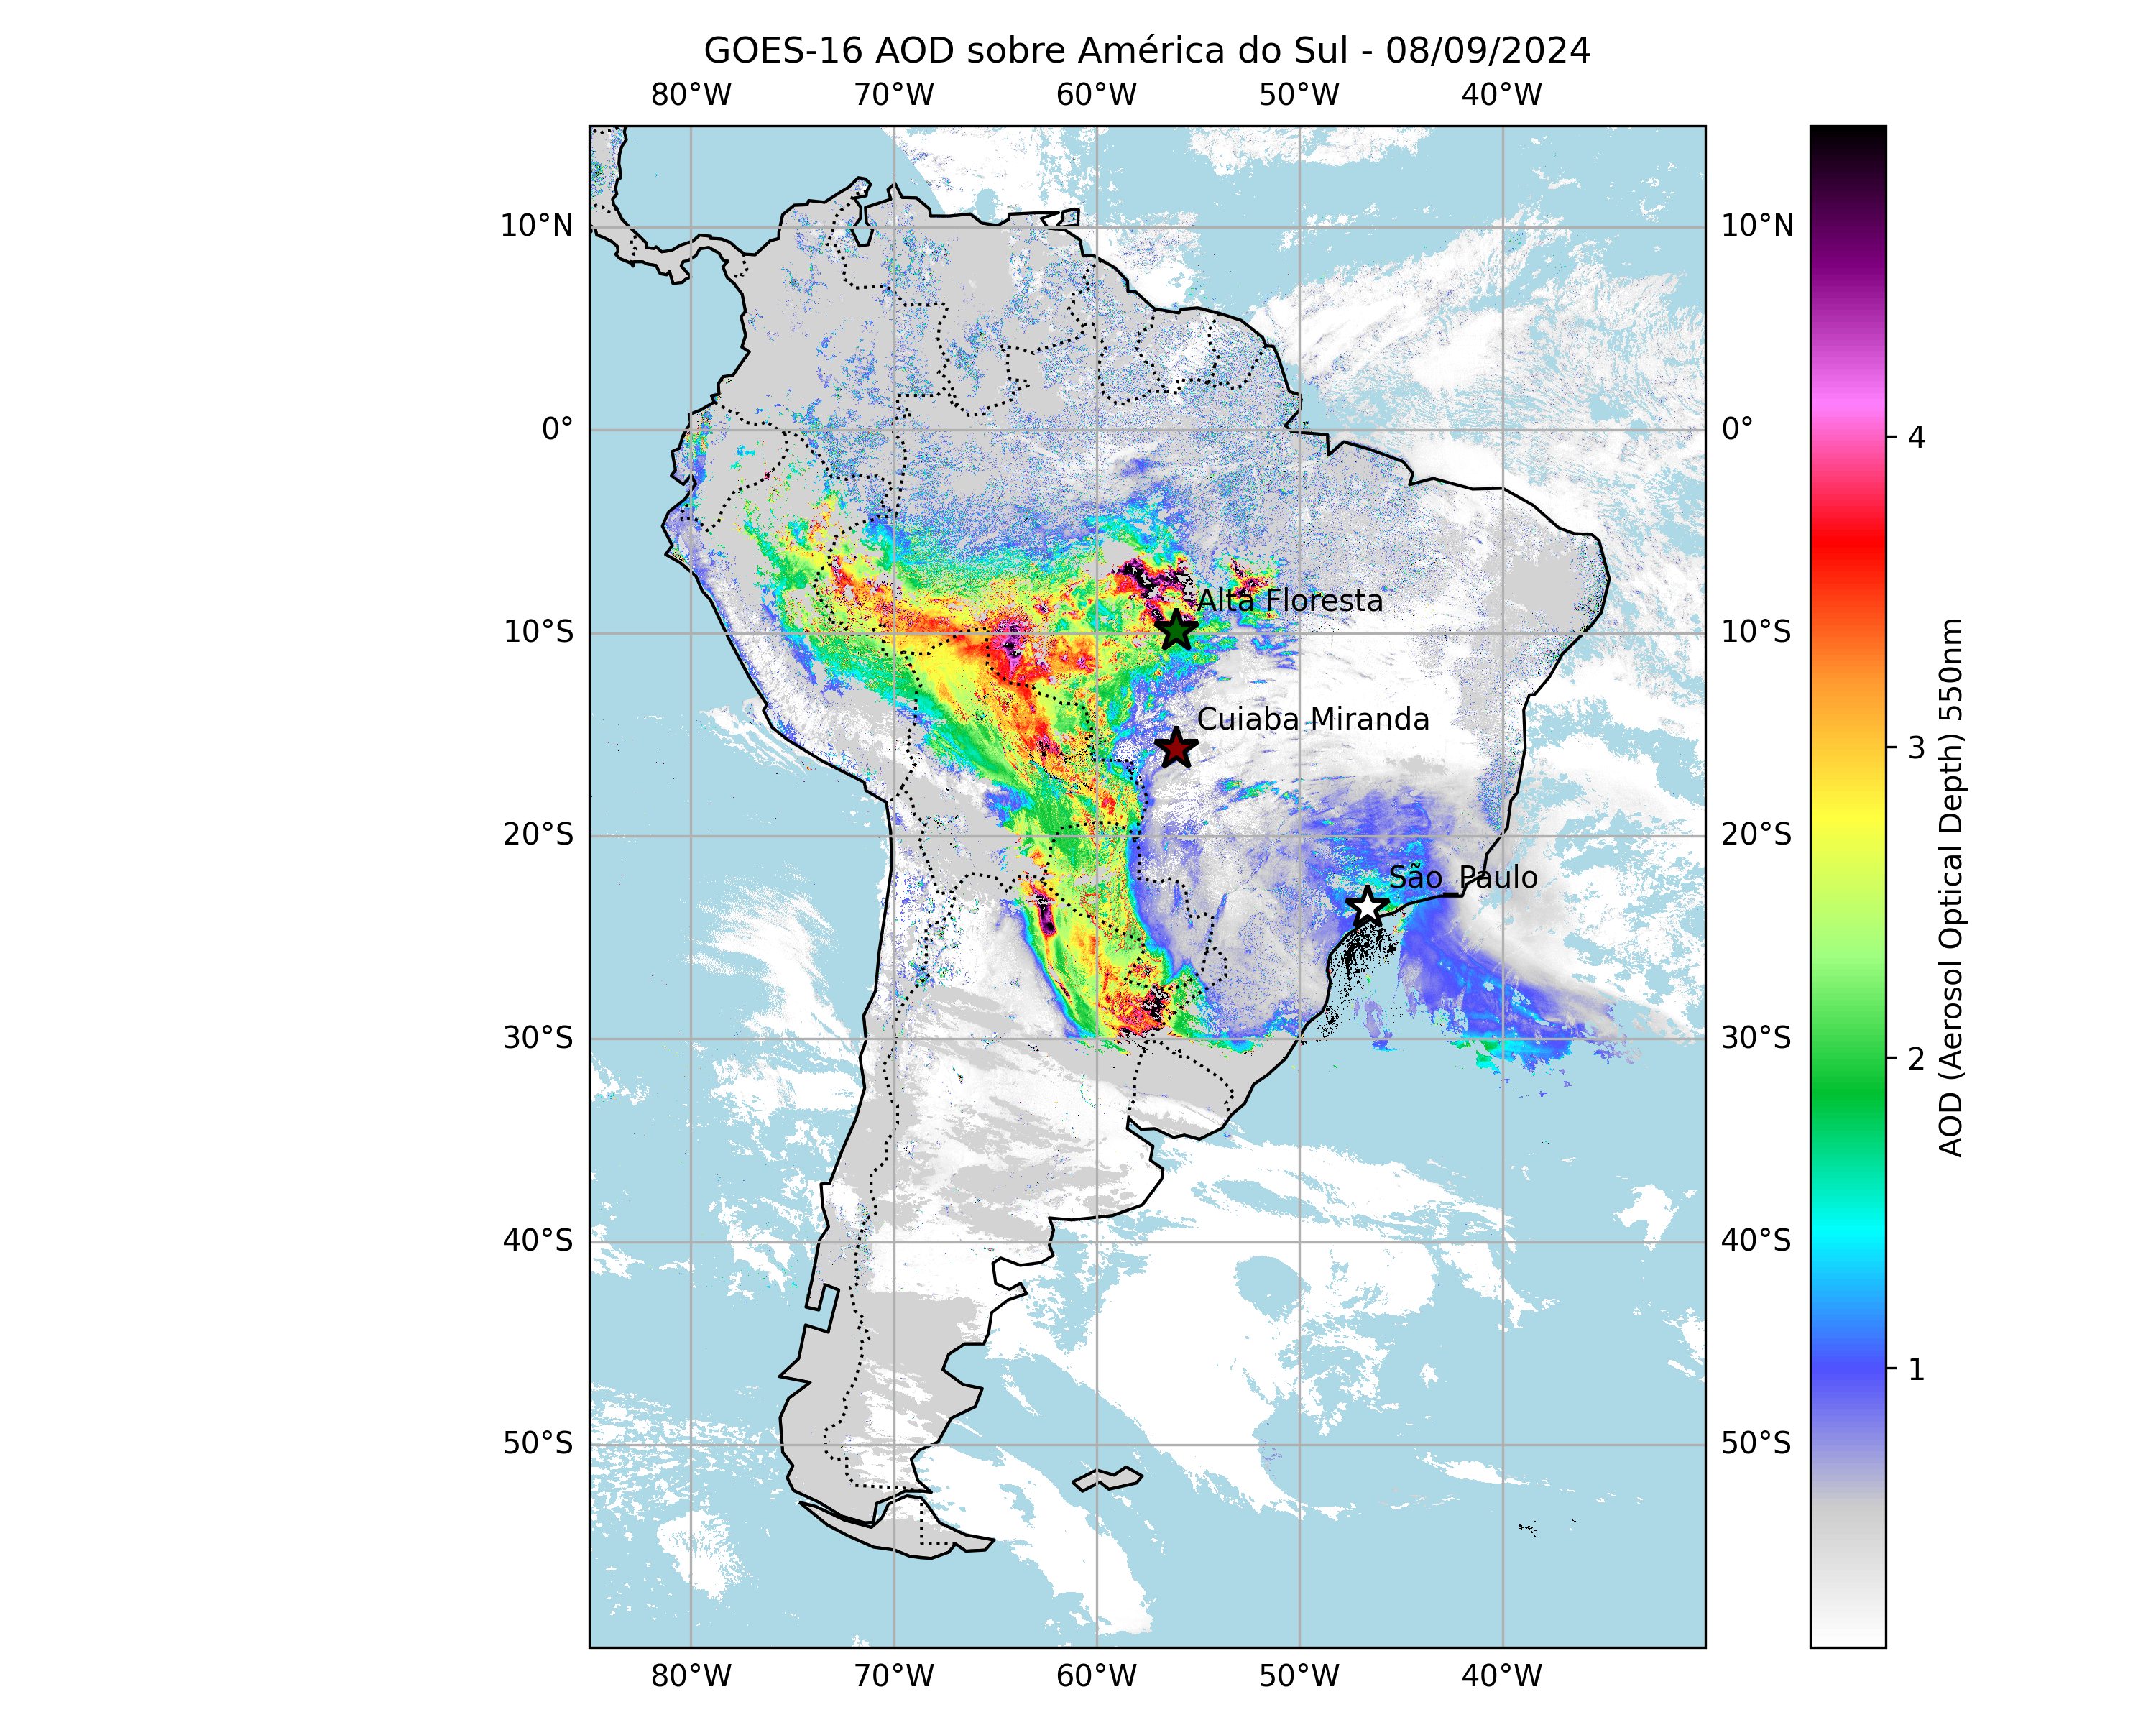 GOES-16 AOD sobre América do Sul - 08/09/2024
80°W 70°W 60°W 50°W 40°W
10°N 10°N
0° 0°
10°S 10°S
20°S 20°S
30°S 30°S
40°S 40°S
50°S 50°S
Alta Floresta
Cuiaba Miranda
São_Paulo
80°W 70°W 60°W 50°W 40°W
4
3
2
1
AOD (Aerosol Optical Depth) 550nm